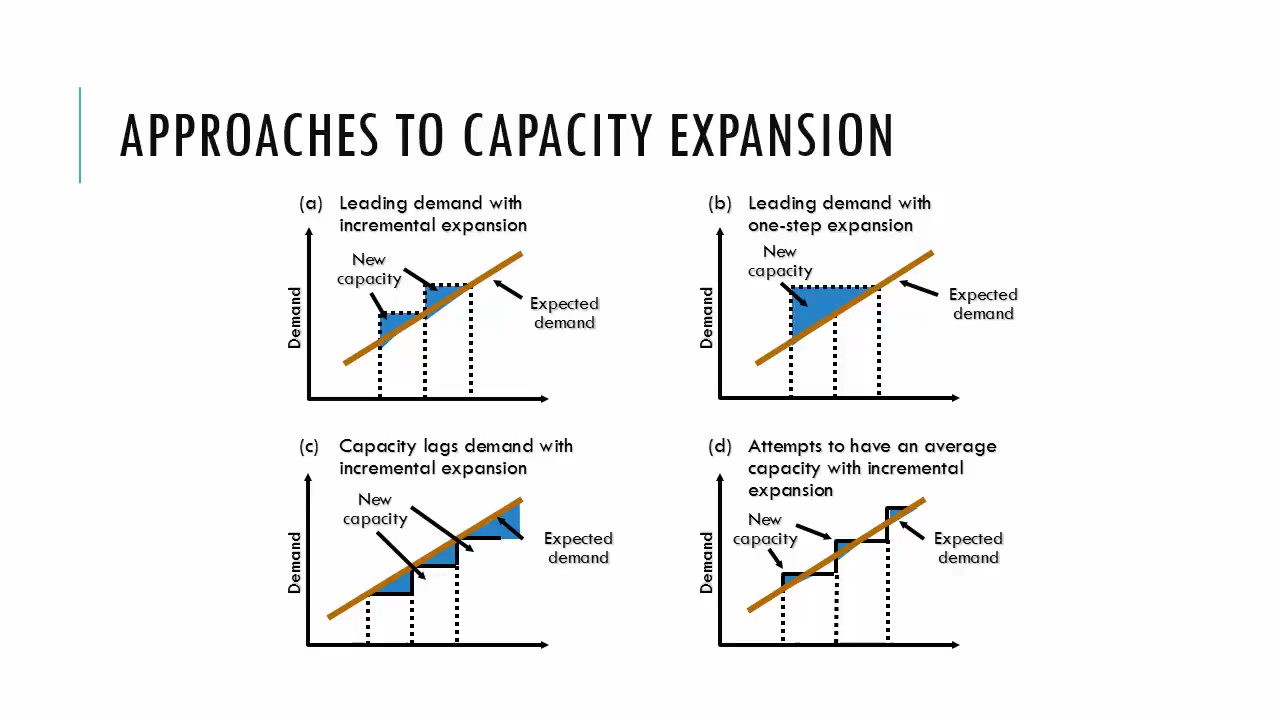 APPROACHES TO CAPACITY EXPANSION
(a) Leading demand with
incremental expansion
New
capacity
Expected
demand
Demand
(b) Leading demand with
one-step expansion
New
capacity
Expected
demand
Demand
(c) Capacity lags demand with
incremental expansion
New
capacity
Expected
demand
Demand
(d) Attempts to have an average
capacity with incremental
expansion
New
capacity
Expected
demand
Demand